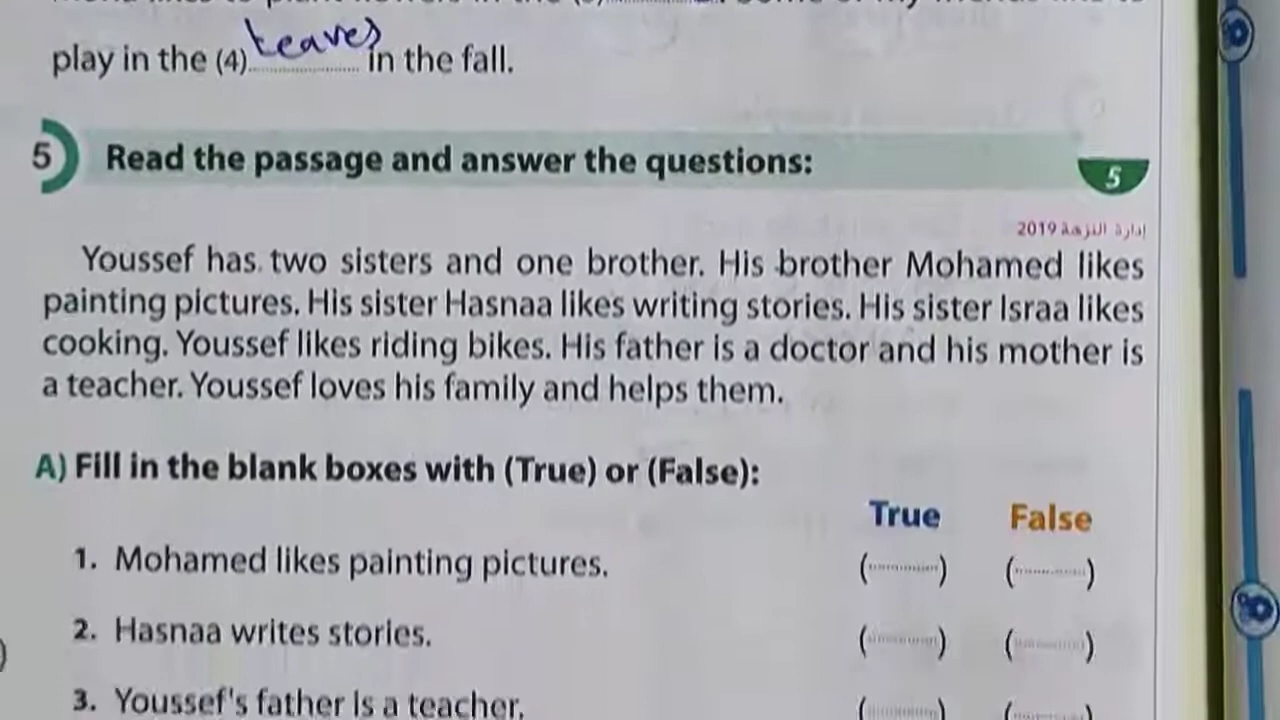 play in the (4) leaves in the fall.
5 Read the passage and answer the questions:
5
إدارة النزهة 2019
Youssef has two sisters and one brother. His brother Mohamed likes
painting pictures. His sister Hasnaa likes writing stories. His sister Israa likes
cooking. Youssef likes riding bikes. His father is a doctor and his mother is
a teacher. Youssef loves his family and helps them.
A) Fill in the blank boxes with (True) or (False):
True False
1. Mohamed likes painting pictures. (............) (............)
2. Hasnaa writes stories. (............) (............)
3. Youssef's father is a teacher. (............) (............)